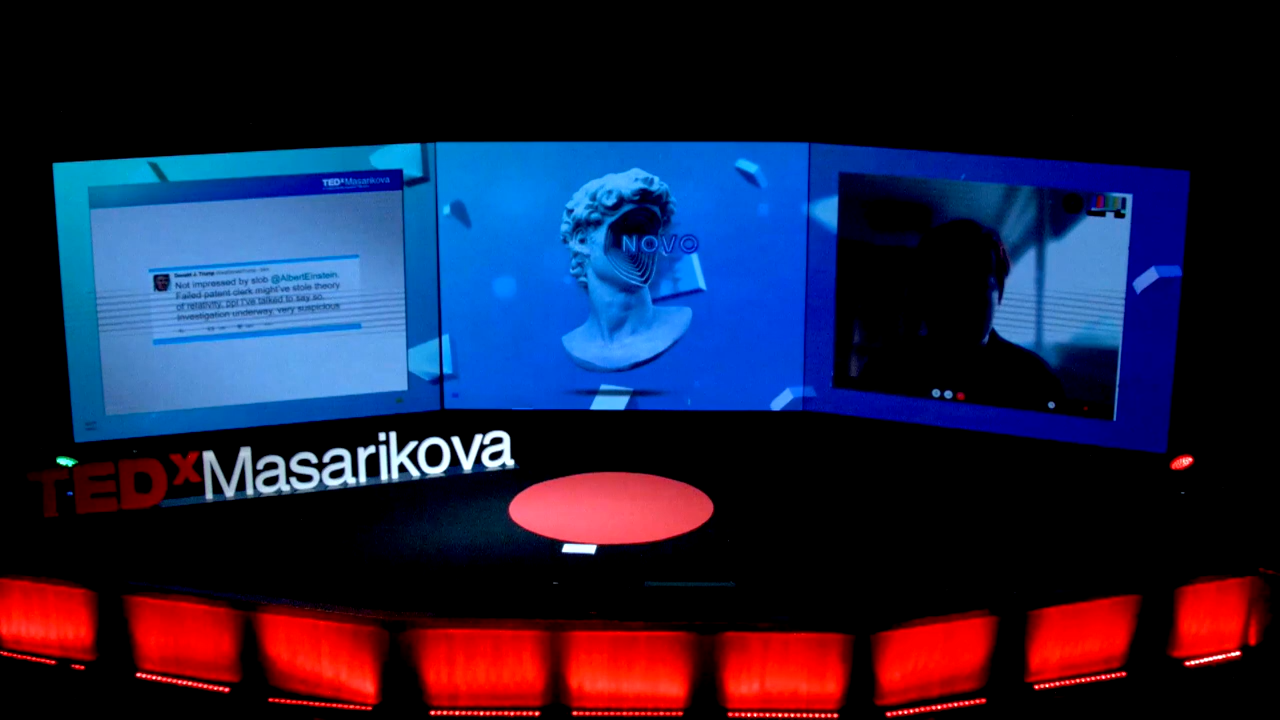 TEDxMasarikova
Donald J. Trump
Not impressed by slob @AlbertEinstein.
Failed patent clerk might've stole theory
of relativity, ppl I've talked to say so,
investigation underway, very suspicious
NOVO
TEDxMasarikova